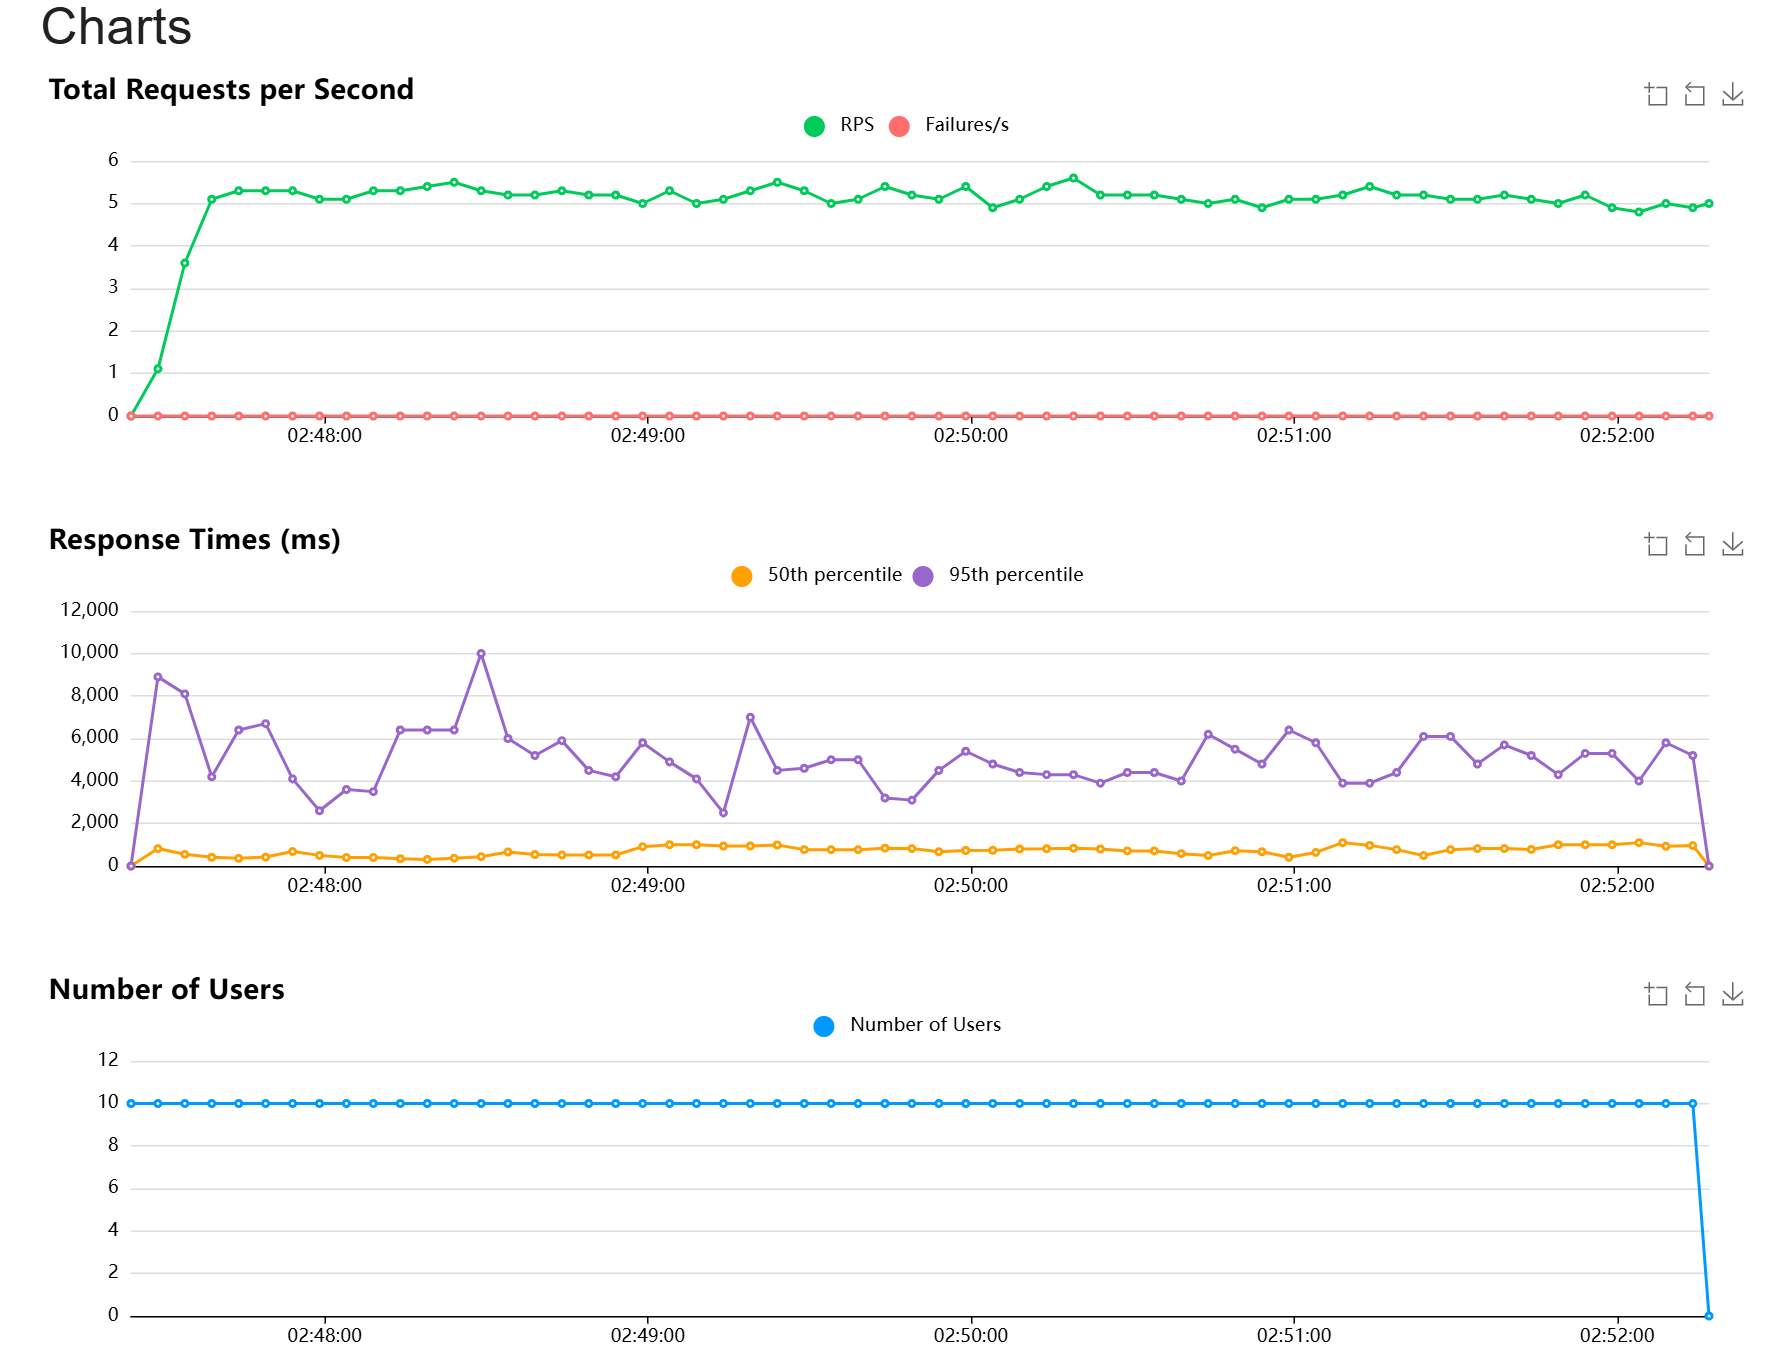 Charts
Total Requests per Second
RPS Failures/s
6
5
4
3
2
1
0
02:48:00 02:49:00 02:50:00 02:51:00 02:52:00
Response Times (ms)
50th percentile 95th percentile
12,000
10,000
8,000
6,000
4,000
2,000
0
02:48:00 02:49:00 02:50:00 02:51:00 02:52:00
Number of Users
Number of Users
12
10
8
6
4
2
0
02:48:00 02:49:00 02:50:00 02:51:00 02:52:00